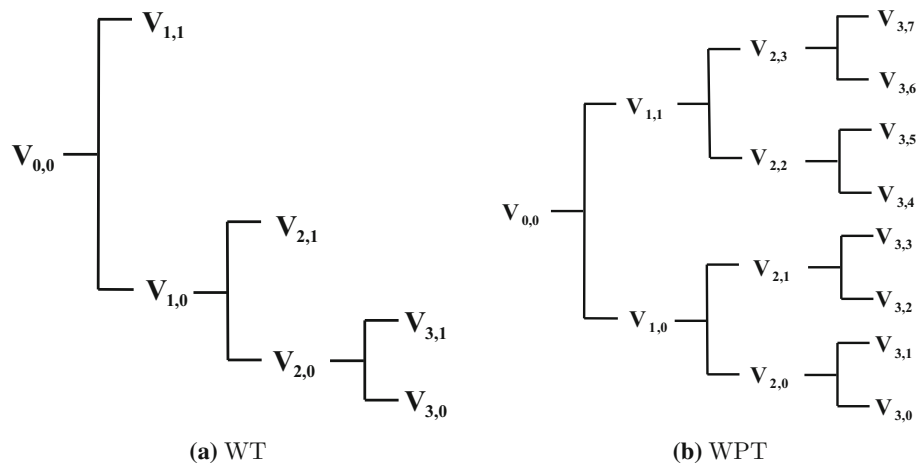 V1,1
V0,0
V2,1
V1,0
V3,1
V2,0
V3,0
(a) WT
V3,7
V2,3
V3,6
V1,1
V3,5
V2,2
V3,4
V0,0
V3,3
V2,1
V3,2
V1,0
V3,1
V2,0
V3,0
(b) WPT